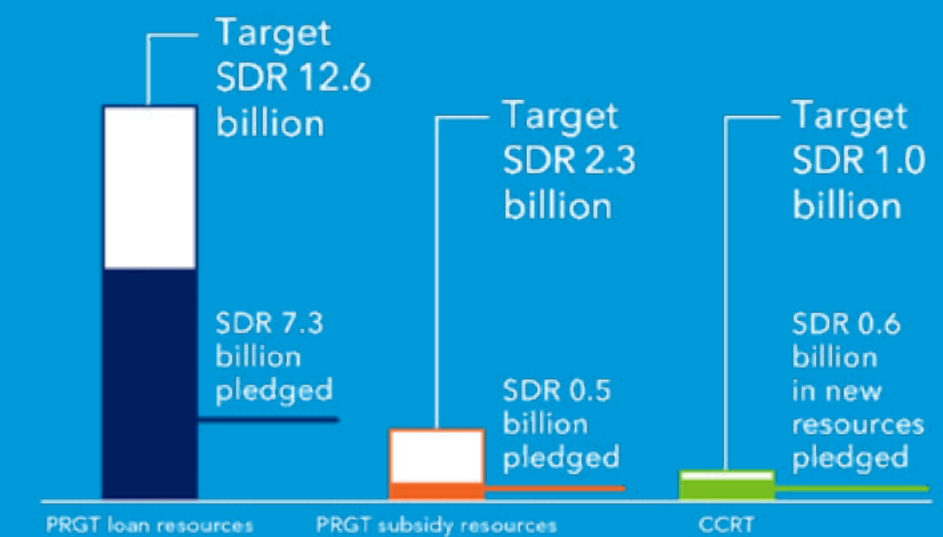 Target
SDR 12.6
billion
SDR 7.3
billion
pledged
PRGT loan resources
Target
SDR 2.3
billion
SDR 0.5
billion
pledged
PRGT subsidy resources
Target
SDR 1.0
billion
SDR 0.6
billion
in new
resources
pledged
CCRT